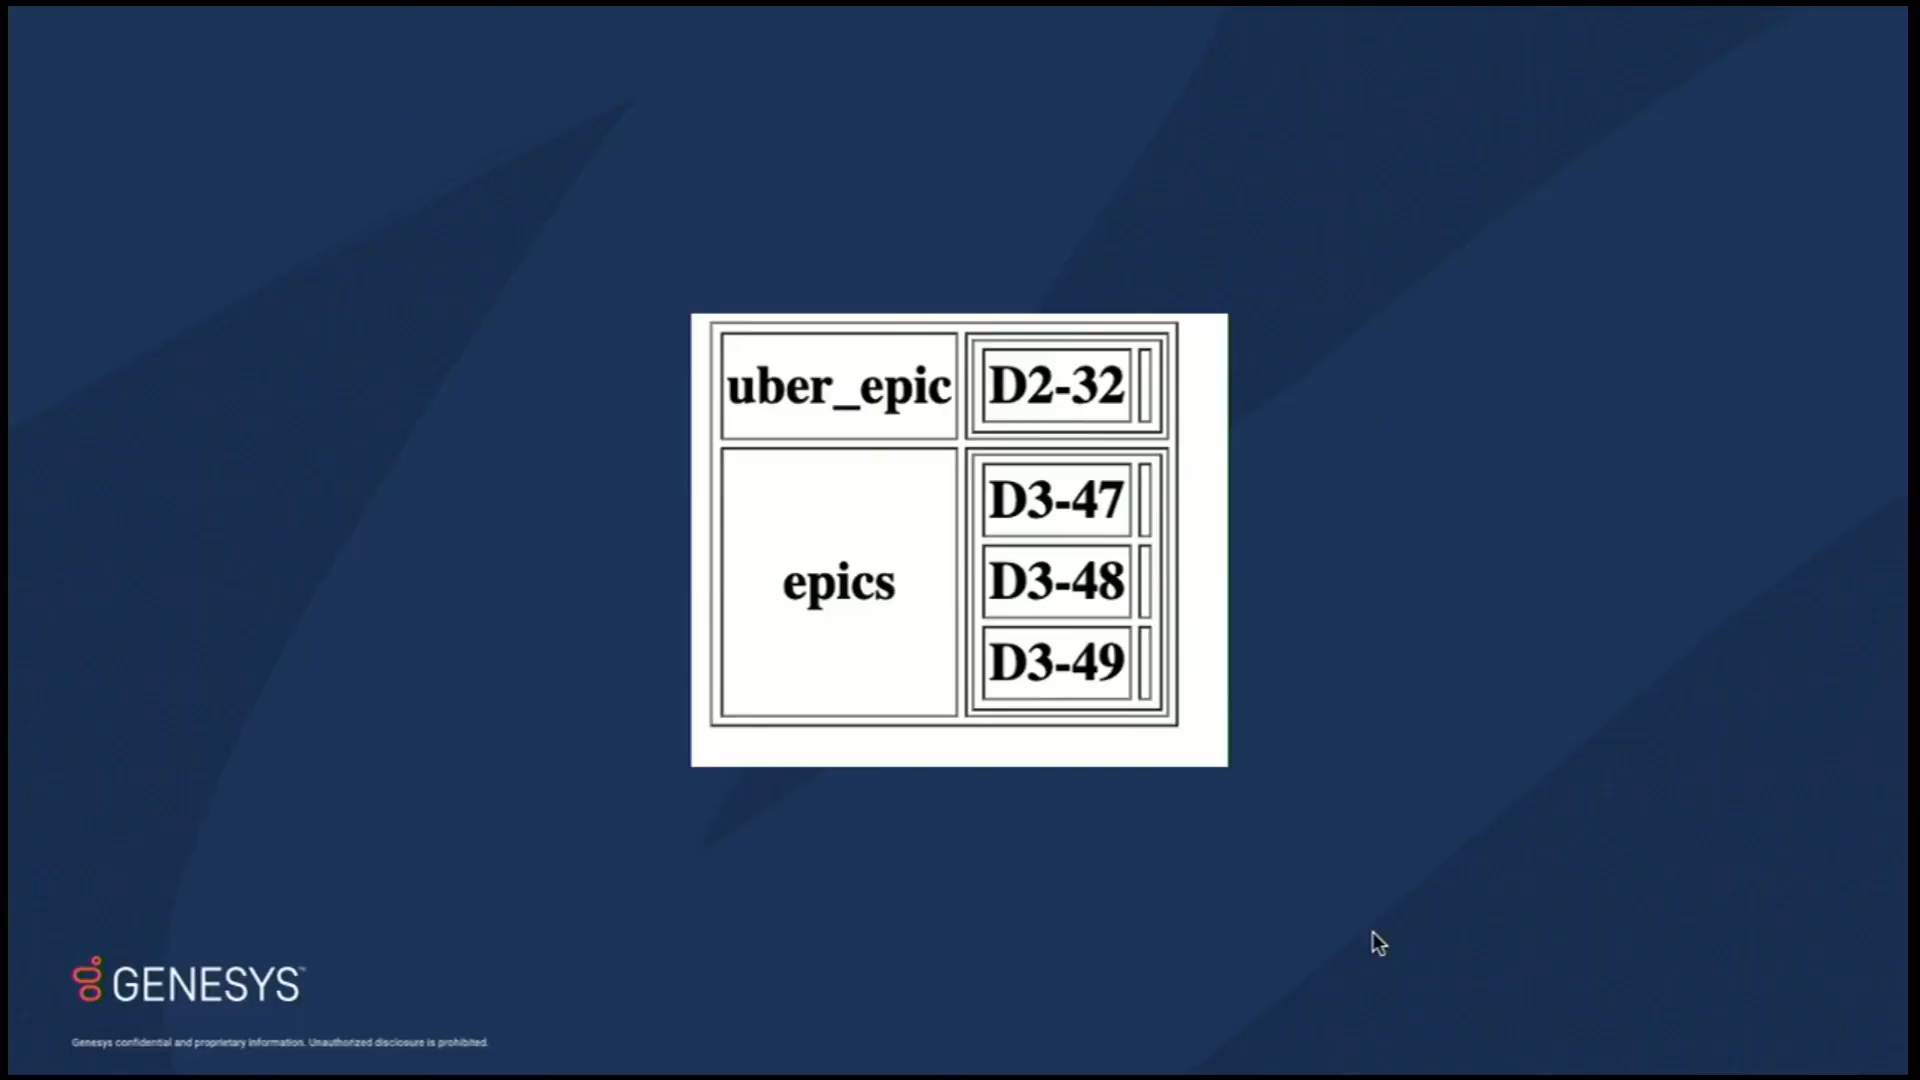 uber_epic D2-32
epics
D3-47
D3-48
D3-49
GENESYS™
Genesys confidential and proprietary information. Unauthorized disclosure is prohibited.